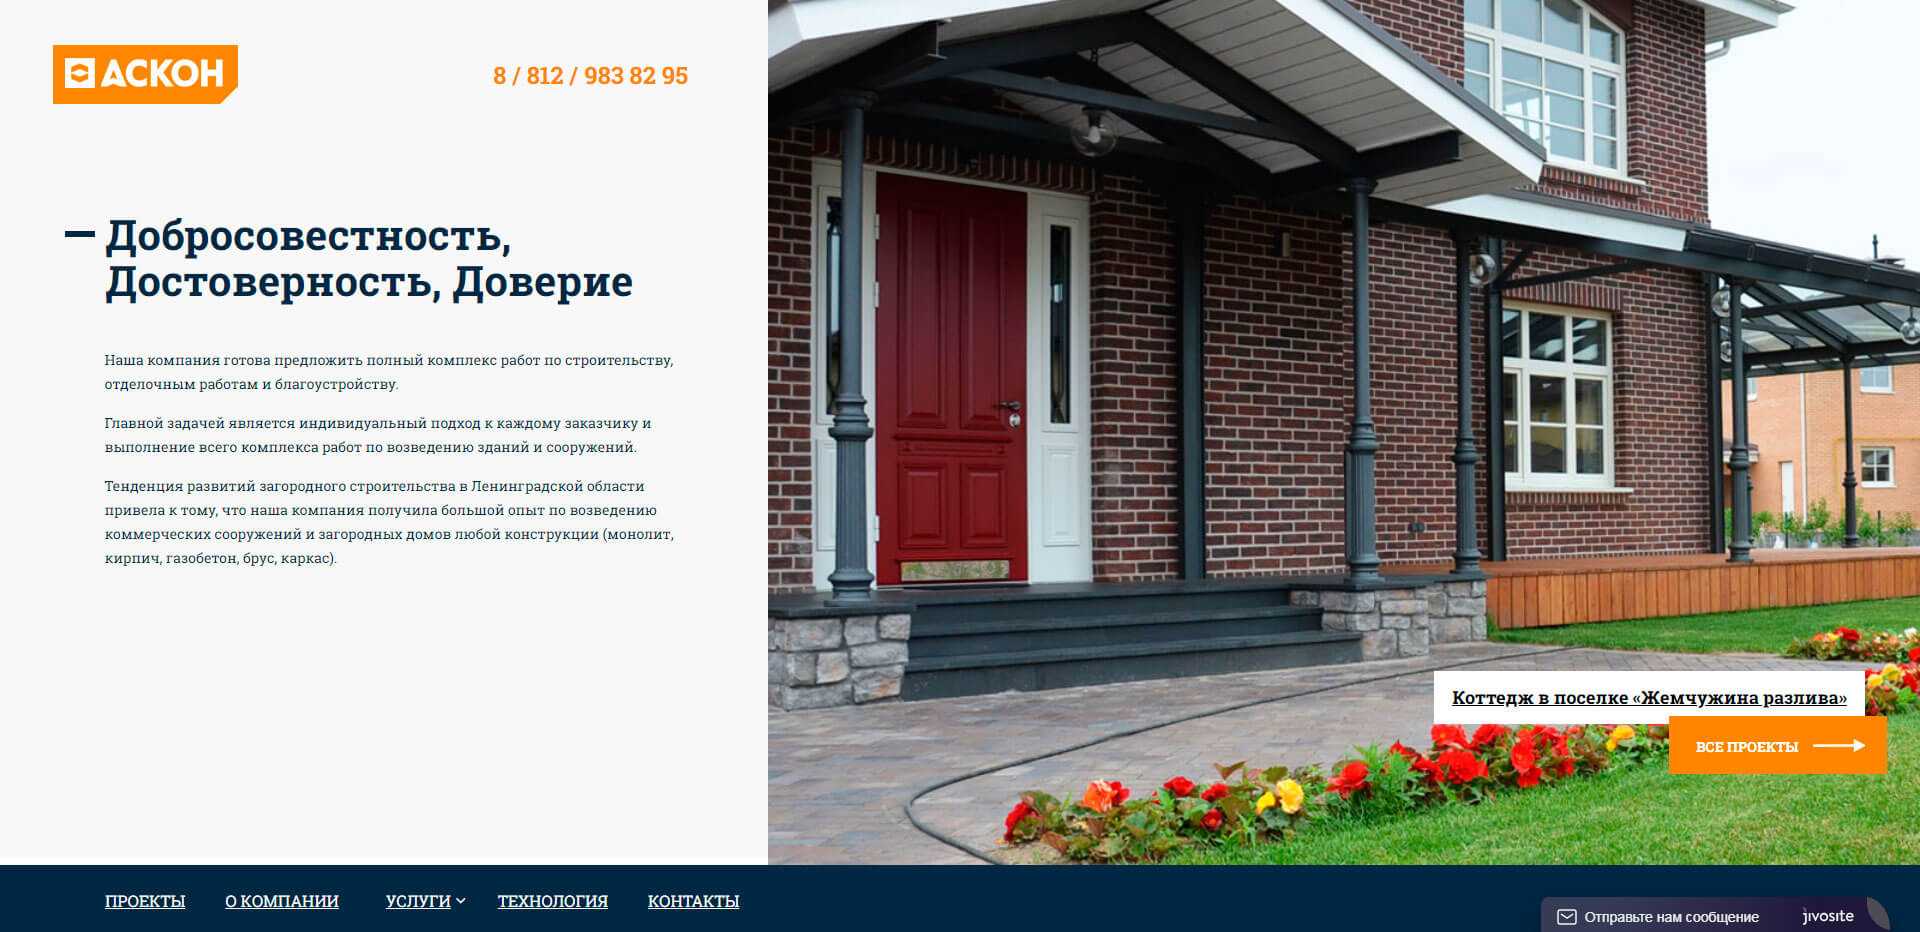 АСКОН
8 / 812 / 983 82 95
Добросовестность,
Достоверность, Доверие
Наша компания готова предложить полный комплекс работ по строительству,
отделочным работам и благоустройству.
Главной задачей является индивидуальный подход к каждому заказчику и
выполнение всего комплекса работ по возведению зданий и сооружений.
Тенденция развитий загородного строительства в Ленинградской области
привела к тому, что наша компания получила большой опыт по возведению
коммерческих сооружений и загородных домов любой конструкции (монолит,
кирпич, газобетон, брус, каркас).
Коттедж в поселке «Жемчужина разлива»
ВСЕ ПРОЕКТЫ
ПРОЕКТЫ О КОМПАНИИ УСЛУГИ ТЕХНОЛОГИЯ КОНТАКТЫ
Отправьте нам сообщение jivosite